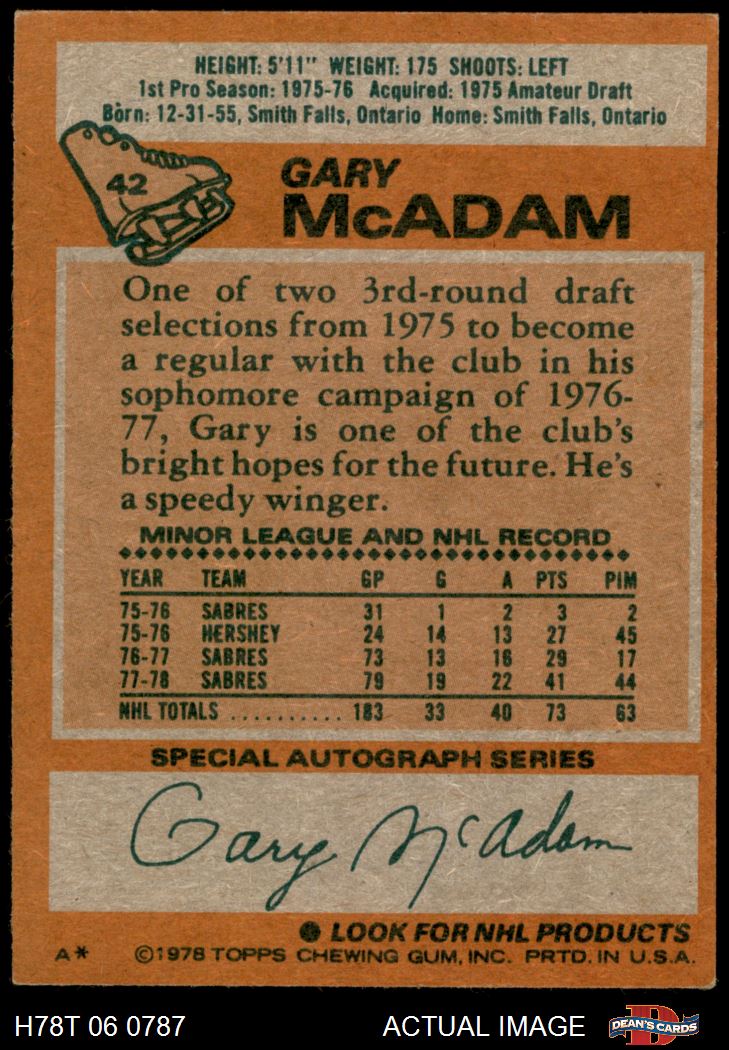 HEIGHT: 5'11" WEIGHT: 175 SHOOTS: LEFT
1st Pro Season: 1975-76 Acquired: 1975 Amateur Draft
Born: 12-31-55, Smith Falls, Ontario Home: Smith Falls, Ontario
42
GARY
McADAM
One of two 3rd-round draft
selections from 1975 to become
a regular with the club in his
sophomore campaign of 1976-
77, Gary is one of the club's
bright hopes for the future. He's
a speedy winger.
MINOR LEAGUE AND NHL RECORD
YEAR TEAM GP G A PTS PIM
75-76 SABRES 31 1 2 3 2
75-76 HERSHEY 24 14 13 27 45
76-77 SABRES 73 13 16 29 17
77-78 SABRES 79 19 22 41 44
NHL TOTALS .......... 183 33 40 73 63
SPECIAL AUTOGRAPH SERIES
Gary McAdam
● LOOK FOR NHL PRODUCTS
A* ©1978 TOPPS CHEWING GUM, INC. PRTD. IN U.S.A.
H78T 06 0787 ACTUAL IMAGE D DEAN'S CARDS